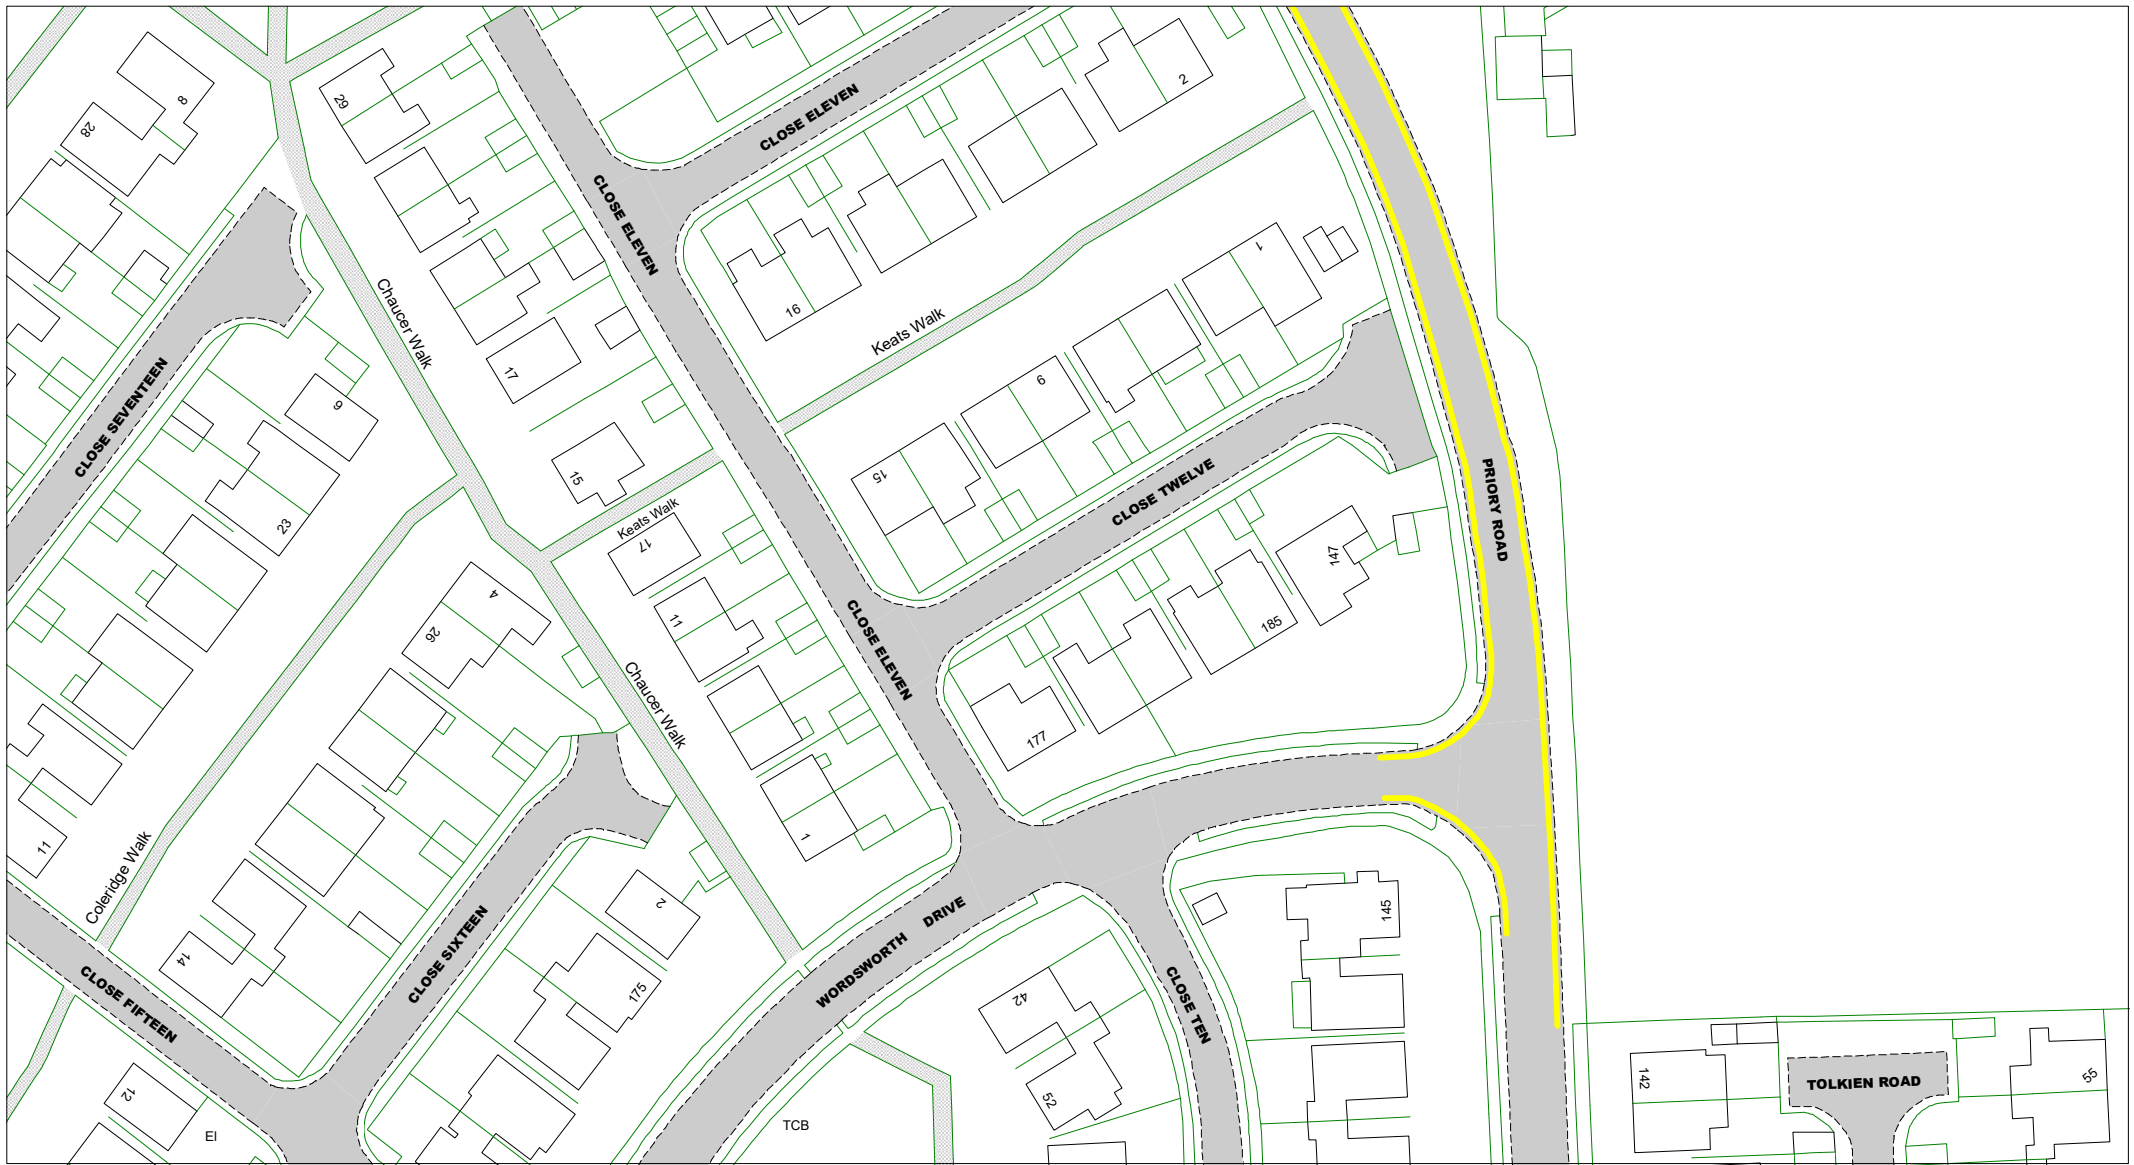 8
28
29
2
CLOSE ELEVEN
CLOSE ELEVEN
1
16
Chaucer Walk
Keats Walk
17
CLOSE SEVENTEEN
9
6
15
15
CLOSE TWELVE
PRIORY ROAD
23
Keats Walk
17
147
4
26
11
185
CLOSE ELEVEN
Chaucer Walk
177
1
11
Coleridge Walk
2
145
CLOSE SIXTEEN
WORDSWORTH DRIVE
14
175
42
CLOSE TEN
CLOSE FIFTEEN
12
52
142
TOLKIEN ROAD
55
El
TCB